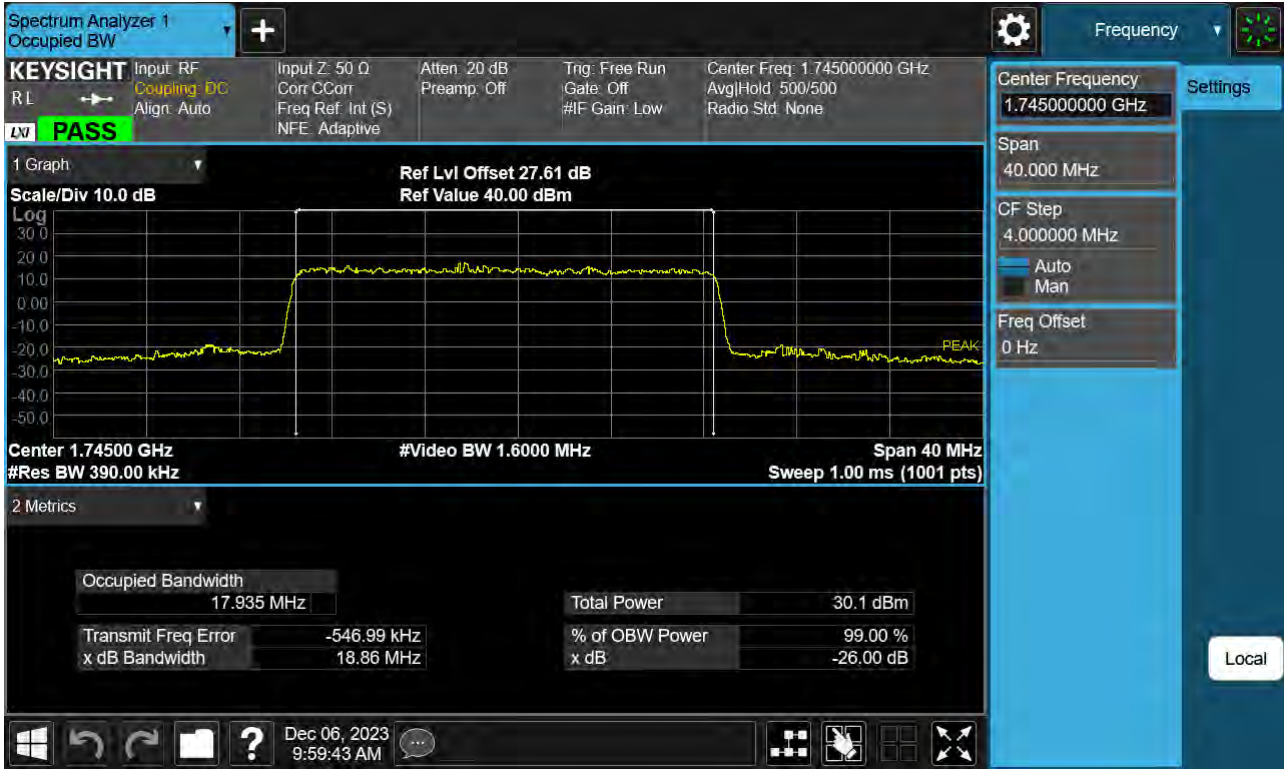 Spectrum Analyzer 1
Occupied BW
+
Frequency
KEYSIGHT
RL
LXI
PASS
Input: RF
Coupling: DC
Align: Auto
Input Z: 50 Ω
Corr CCorr
Freq Ref: Int (S)
NFE: Adaptive
Atten: 20 dB
Preamp: Off
Trig: Free Run
Gate: Off
#IF Gain: Low
Center Freq: 1.745000000 GHz
Avg|Hold: 500/500
Radio Std: None
Center Frequency
1.745000000 GHz
Settings
Span
40.000 MHz
CF Step
4.000000 MHz
Auto
Man
Freq Offset
0 Hz
Local
1 Graph
Scale/Div 10.0 dB
Ref Lvl Offset 27.61 dB
Ref Value 40.00 dBm
Log
30.0
20.0
10.0
0.00
-10.0
-20.0
-30.0
-40.0
-50.0
PEAK
Center 1.74500 GHz
#Video BW 1.6000 MHz
Span 40 MHz
#Res BW 390.00 kHz
Sweep 1.00 ms (1001 pts)
2 Metrics
Occupied Bandwidth
17.935 MHz
Total Power 30.1 dBm
Transmit Freq Error -546.99 kHz
% of OBW Power 99.00 %
x dB Bandwidth 18.86 MHz
x dB -26.00 dB
?
Dec 06, 2023
9:59:43 AM